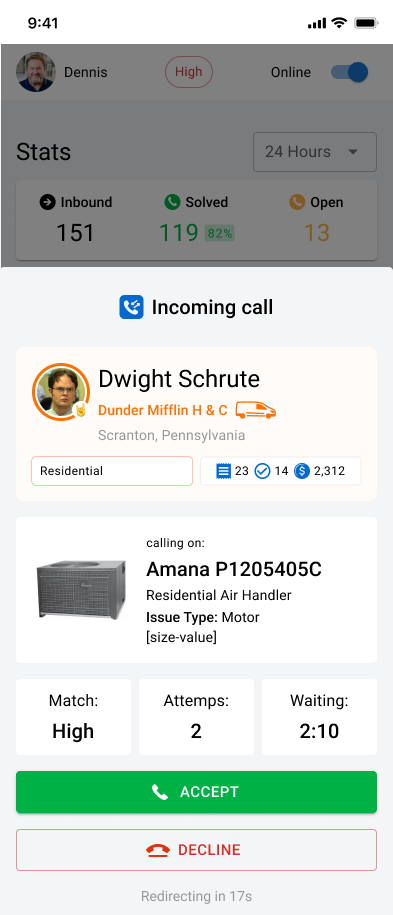 9:41
Dennis
High
Online
Stats
24 Hours
Inbound
Solved
Open
151
119 82%
13
Incoming call
Dwight Schrute
Dunder Mifflin H & C
Scranton, Pennsylvania
Residential
23 14 2,312
calling on:
Amana P1205405C
Residential Air Handler
Issue Type: Motor
[size-value]
Match:
High
Attemps:
2
Waiting:
2:10
ACCEPT
DECLINE
Redirecting in 17s